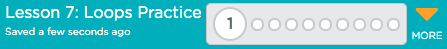 Lesson 7: Loops Practice
Saved a few seconds ago
1
MORE